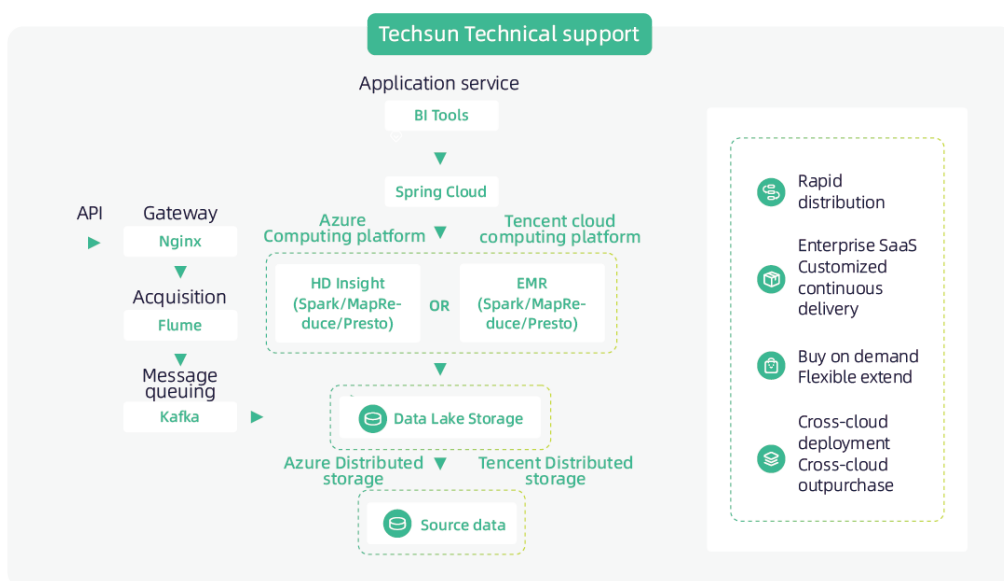 Techsun Technical support
Application service
BI Tools
Spring Cloud
API
Gateway
Nginx
Acquisition
Flume
Message
queuing
Kafka
Azure
Computing platform
Tencent cloud
computing platform
HD Insight
(Spark/MapRe-
duce/Presto)
OR
EMR
(Spark/MapRe-
duce/Presto)
Data Lake Storage
Azure Distributed
storage
Tencent Distributed
storage
Source data
Rapid
distribution
Enterprise SaaS
Customized
continuous
delivery
Buy on demand
Flexible extend
Cross-cloud
deployment
Cross-cloud
outpurchase